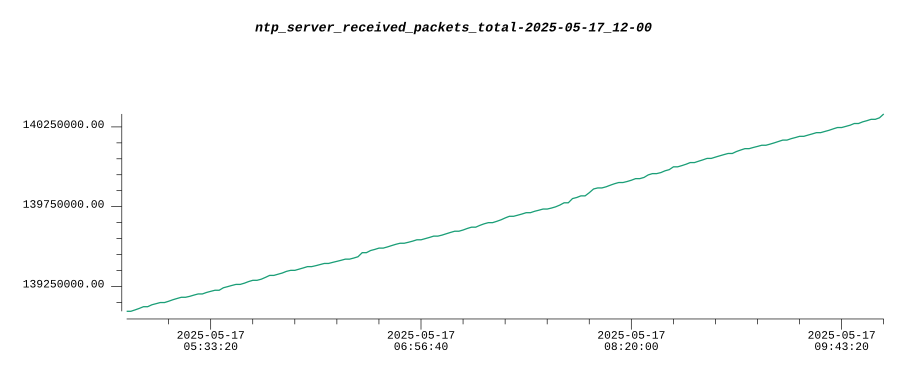 ntp_server_received_packets_total-2025-05-17_12-00
140250000.00
139750000.00
139250000.00
2025-05-17 2025-05-17 2025-05-17 2025-05-17
05:33:20 06:56:40 08:20:00 09:43:20